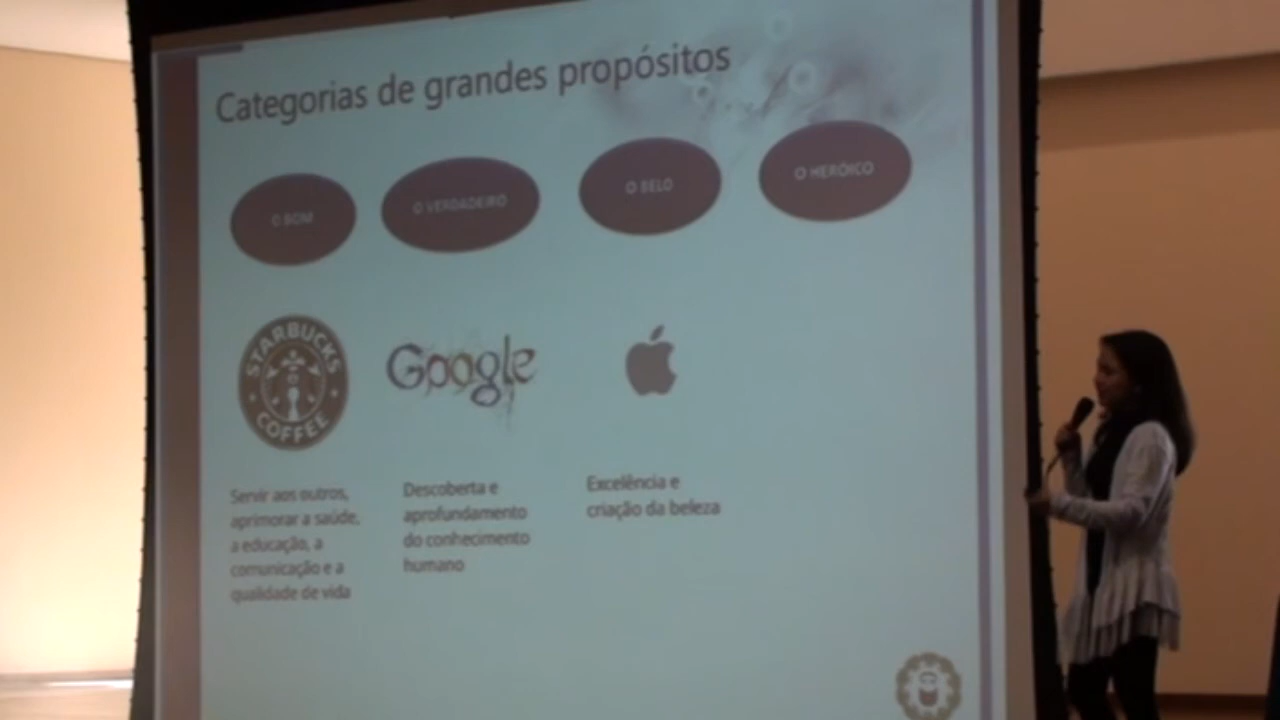 Categorias de grandes propósitos
O BOM
O VERDADEIRO
O BELO
O HERÓICO
STARBUCKS
COFFEE
Google
Servir aos outros,
aprimorar a saúde,
a educação, a
comunicação e a
qualidade de vida
Descoberta e
aprofundamento
do conhecimento
humano
Excelência e
criação da beleza